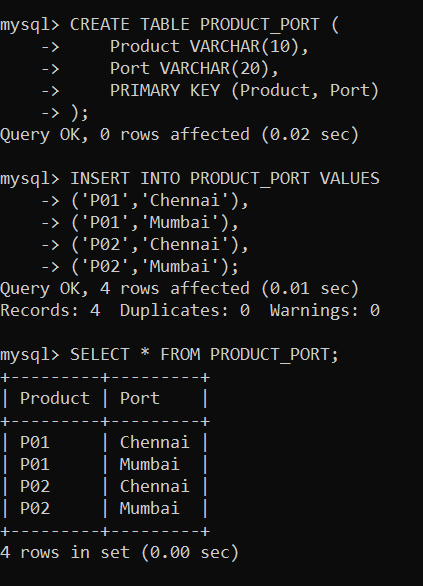 mysql> CREATE TABLE PRODUCT_PORT (
    ->     Product VARCHAR(10),
    ->     Port VARCHAR(20),
    ->     PRIMARY KEY (Product, Port)
    -> );
Query OK, 0 rows affected (0.02 sec)

mysql> INSERT INTO PRODUCT_PORT VALUES
    -> ('P01','Chennai'),
    -> ('P01','Mumbai'),
    -> ('P02','Chennai'),
    -> ('P02','Mumbai');
Query OK, 4 rows affected (0.01 sec)
Records: 4  Duplicates: 0  Warnings: 0

mysql> SELECT * FROM PRODUCT_PORT;
+---------+---------+
| Product | Port    |
+---------+---------+
| P01     | Chennai |
| P01     | Mumbai  |
| P02     | Chennai |
| P02     | Mumbai  |
+---------+---------+
4 rows in set (0.00 sec)